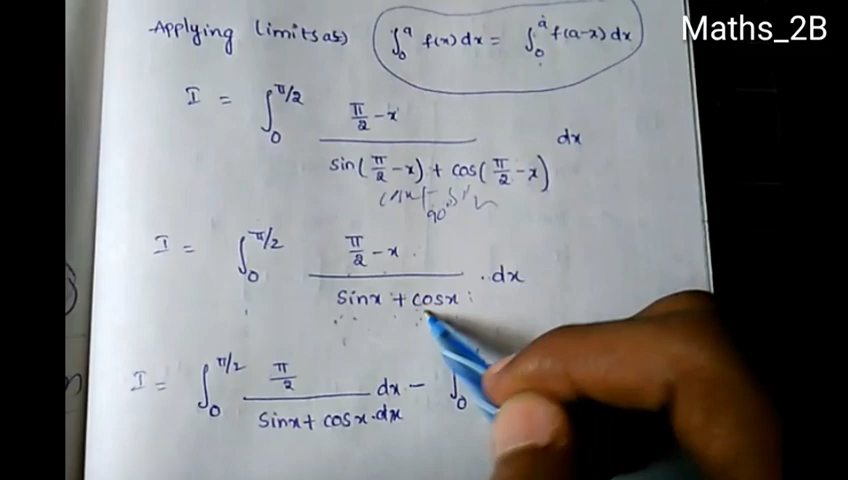 Maths_2B
Applying limits as) ∫₀ᵃ f(x) dx = ∫₀ᵃ f(a-x) dx
I = ∫₀^π/2 (π/2 - x) / (sin(π/2 - x) + cos(π/2 - x)) dx
90°
I = ∫₀^π/2 (π/2 - x) / (sinx + cosx) . dx
I = ∫₀^π/2 (π/2) / (sinx + cosx . dx) dx - ∫₀